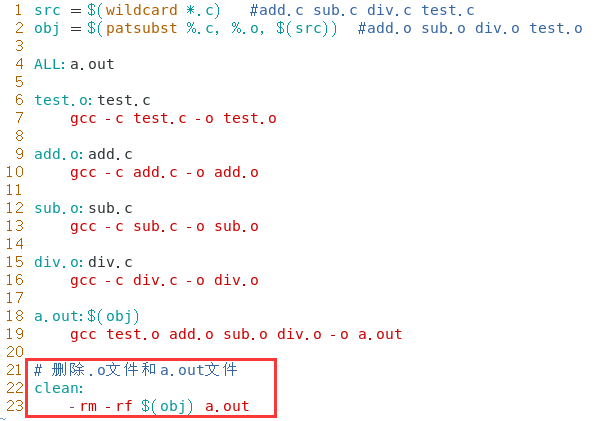 1 src = $(wildcard *.c)   #add.c sub.c div.c test.c
2 obj = $(patsubst %.c, %.o, $(src))  #add.o sub.o div.o test.o
3
4 ALL:a.out
5
6 test.o:test.c
7     gcc -c test.c -o test.o
8
9 add.o:add.c
10     gcc -c add.c -o add.o
11
12 sub.o:sub.c
13     gcc -c sub.c -o sub.o
14
15 div.o:div.c
16     gcc -c div.c -o div.o
17
18 a.out:$(obj)
19     gcc test.o add.o sub.o div.o -o a.out
20
21 # 删除.o文件和a.out文件
22 clean:
23     -rm -rf $(obj) a.out
~